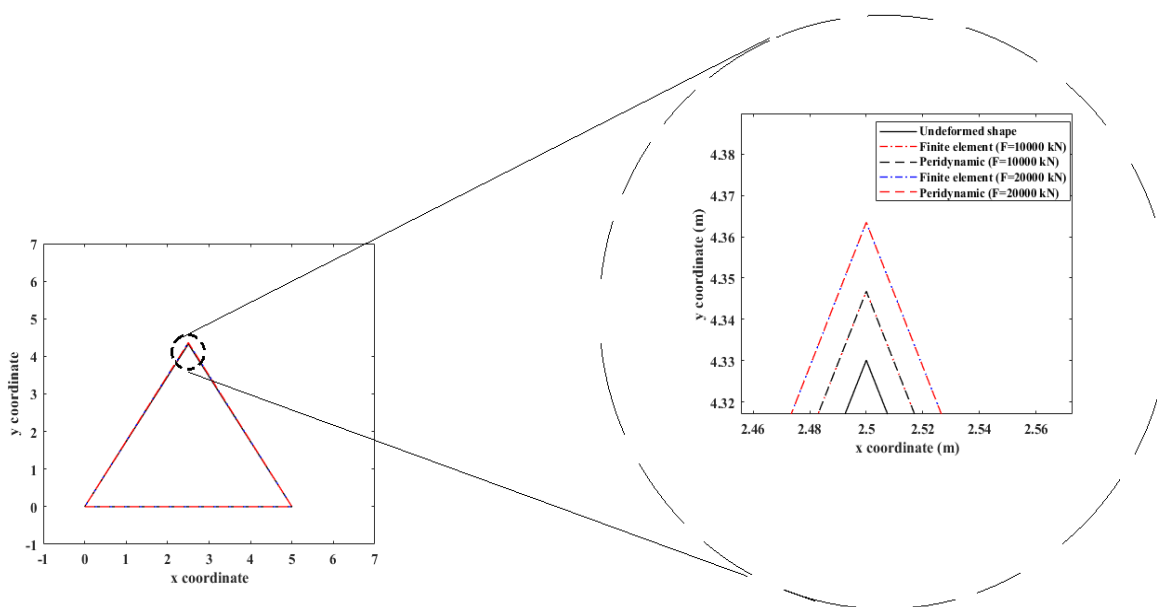 7
6
5
4
3
2
1
0
-1
-1 0 1 2 3 4 5 6 7
y coordinate
x coordinate
Undeformed shape
Finite element (F=10000 kN)
Peridynamic (F=10000 kN)
Finite element (F=20000 kN)
Peridynamic (F=20000 kN)
4.38
4.37
4.36
4.35
4.34
4.33
4.32
2.46 2.48 2.5 2.52 2.54 2.56
y coordinate (m)
x coordinate (m)